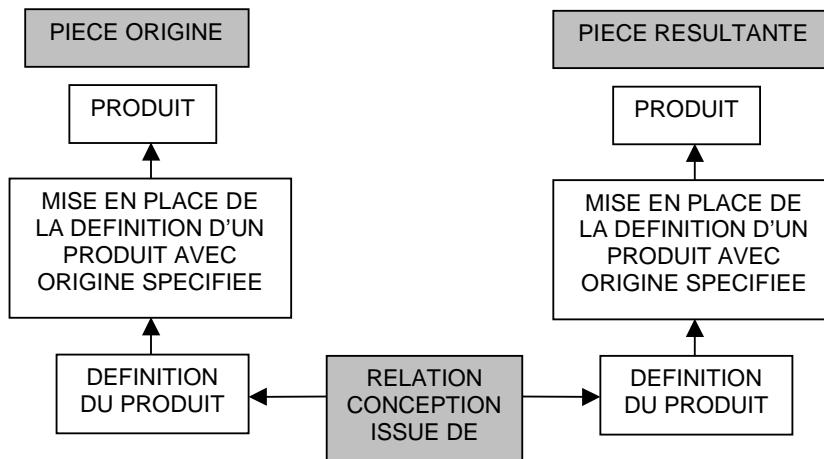 PIECE ORIGINE
PIECE RESULTANTE
PRODUIT
PRODUIT
MISE EN PLACE DE
LA DEFINITION D'UN
PRODUIT AVEC
ORIGINE SPECIFIEE
MISE EN PLACE DE
LA DEFINITION D'UN
PRODUIT AVEC
ORIGINE SPECIFIEE
DEFINITION
DU PRODUIT
RELATION
CONCEPTION
ISSUE DE
DEFINITION
DU PRODUIT